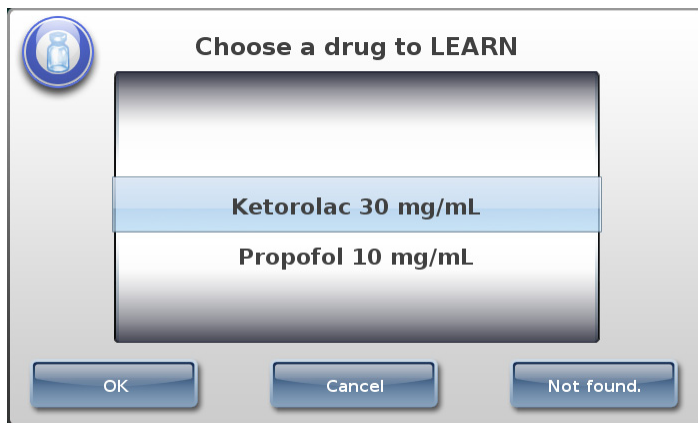 Choose a drug to LEARN
Ketorolac 30 mg/mL
Propofol 10 mg/mL
OK
Cancel
Not found.